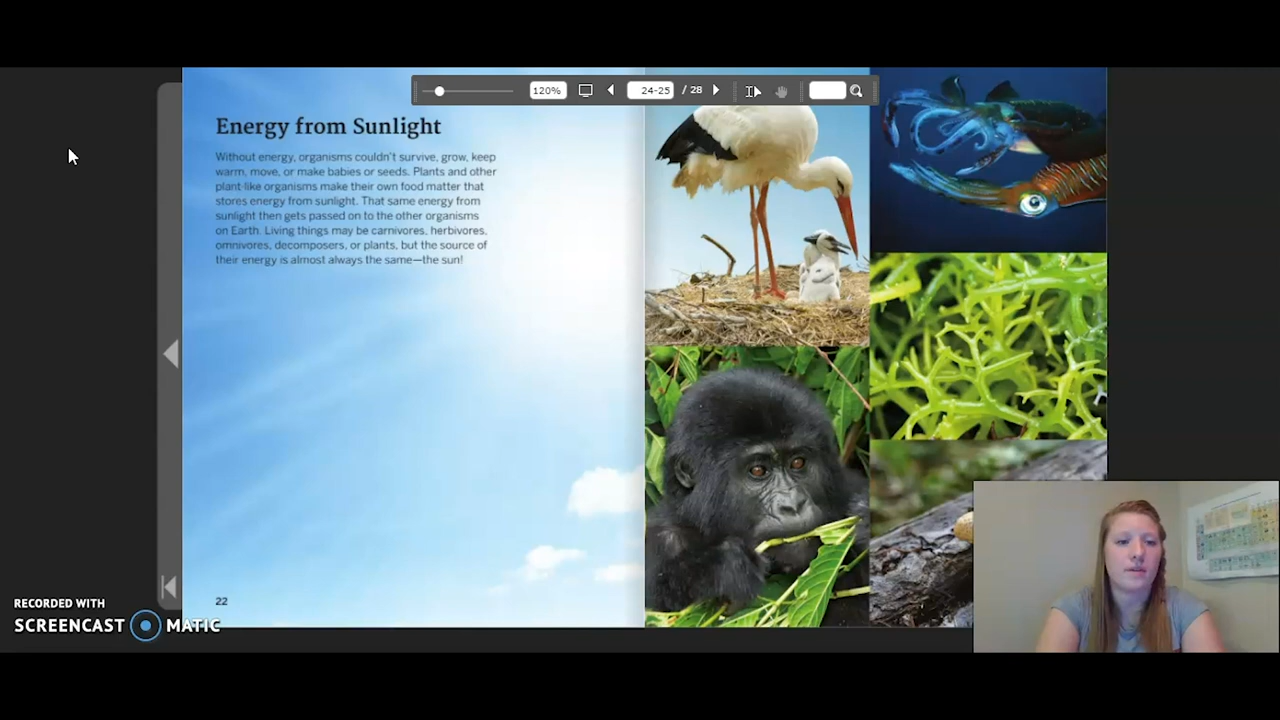 120%
24-25
/ 28
Energy from Sunlight
Without energy, organisms couldn't survive, grow, keep
warm, move, or make babies or seeds. Plants and other
plant-like organisms make their own food matter that
stores energy from sunlight. That same energy from
sunlight then gets passed on to the other organisms
on Earth. Living things may be carnivores, herbivores,
omnivores, decomposers, or plants, but the source of
their energy is almost always the same—the sun!
22
RECORDED WITH
SCREENCAST MATIC